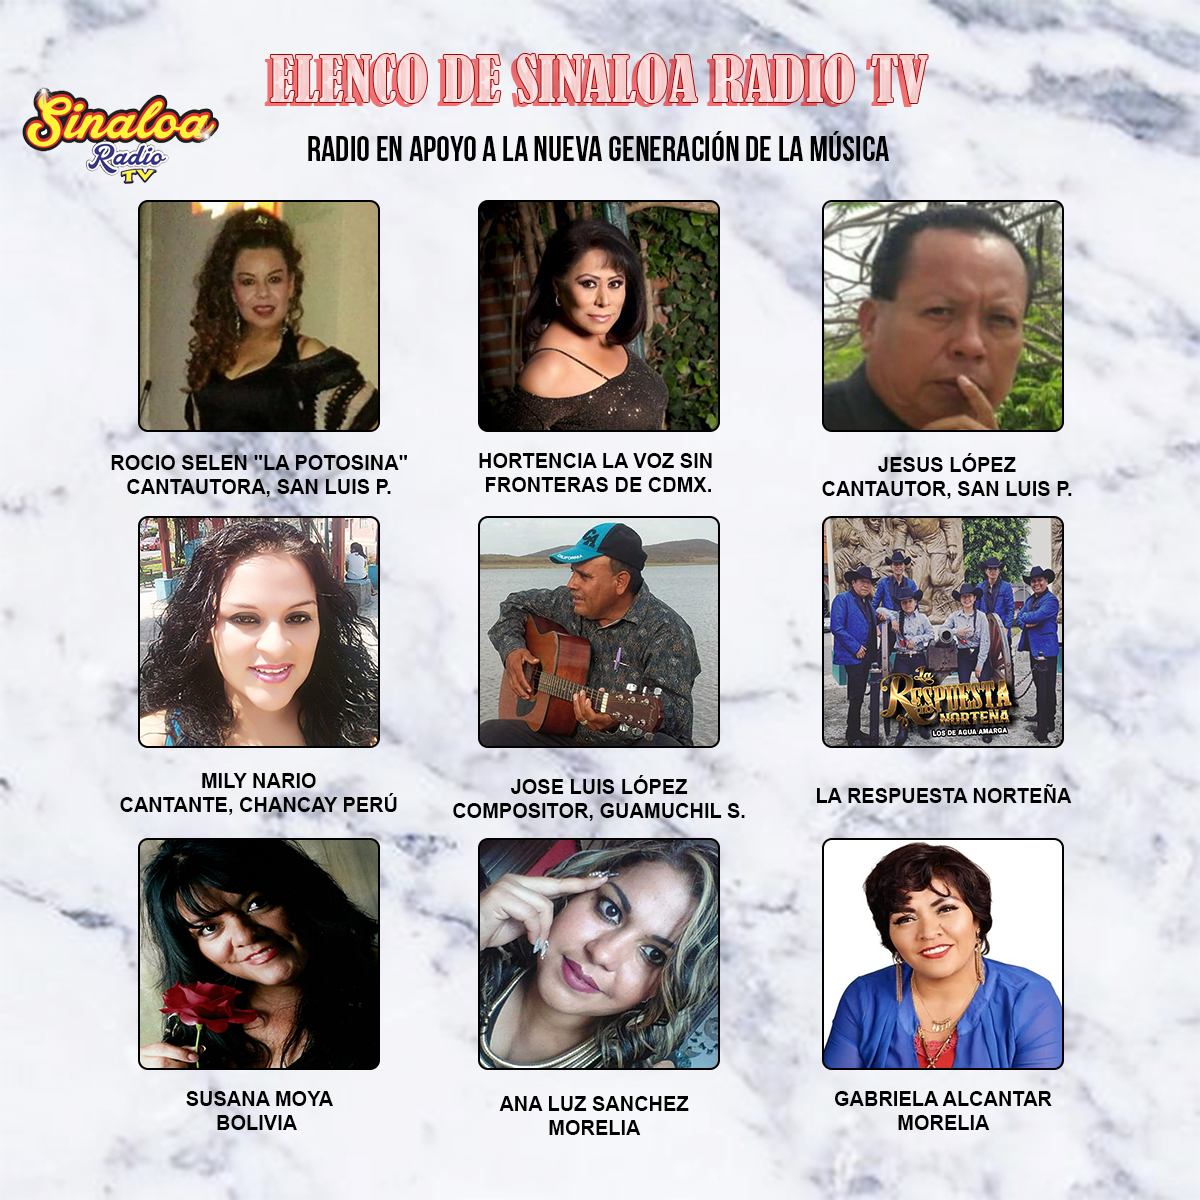 ELENCO DE SINALOA RADIO TV
Sinaloa
Radio
TV
RADIO EN APOYO A LA NUEVA GENERACIÓN DE LA MÚSICA
ROCIO SELEN "LA POTOSINA"
CANTAUTORA, SAN LUIS P.
HORTENCIA LA VOZ SIN
FRONTERAS DE CDMX.
JESUS LÓPEZ
CANTAUTOR, SAN LUIS P.
CALIFORNIA
La
RESPUESTA
NORTEÑA
LOS DE AGUA AMARGA
MILY NARIO
CANTANTE, CHANCAY PERÚ
JOSE LUIS LÓPEZ
COMPOSITOR, GUAMUCHIL S.
LA RESPUESTA NORTEÑA
SUSANA MOYA
BOLIVIA
ANA LUZ SANCHEZ
MORELIA
GABRIELA ALCANTAR
MORELIA